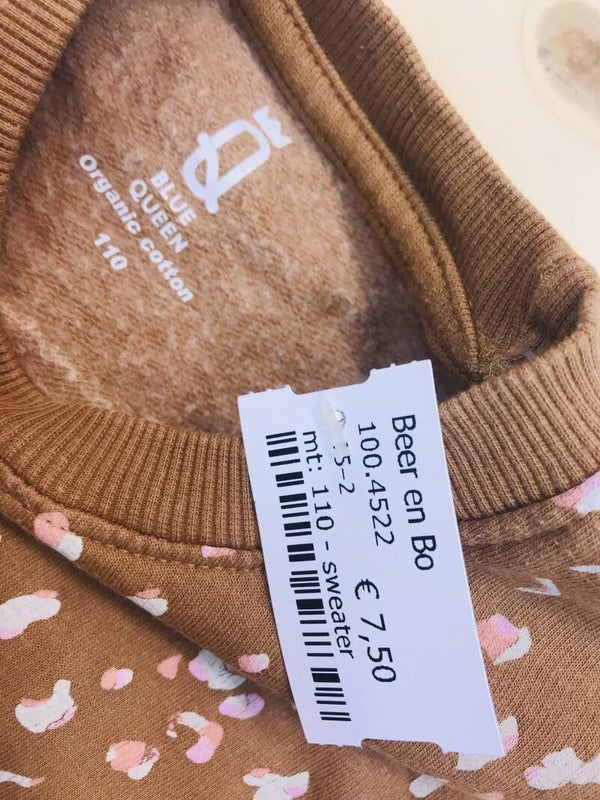 BLUE
QUEEN
Organic cotton
110
Beer en Bo
100.4522 € 7,50
mt: 110 - sweater